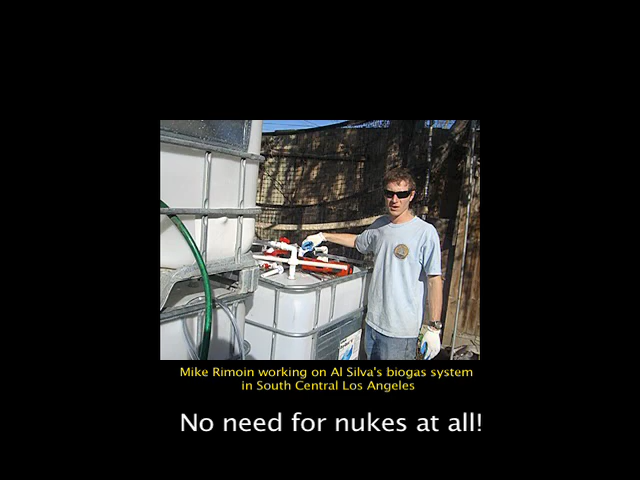 Mike Rimoin working on Al Silva's biogas system
in South Central Los Angeles
No need for nukes at all!